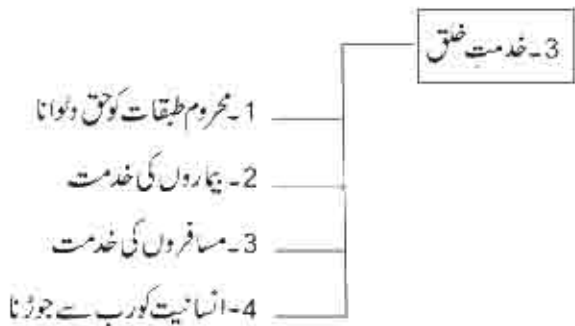 3۔خدمتِ خلق
1۔محروم طبقات کو حق دلوانا
2۔ بیماروں کی خدمت
3۔مسافروں کی خدمت
4-انسانیت کو رب سے جوڑنا